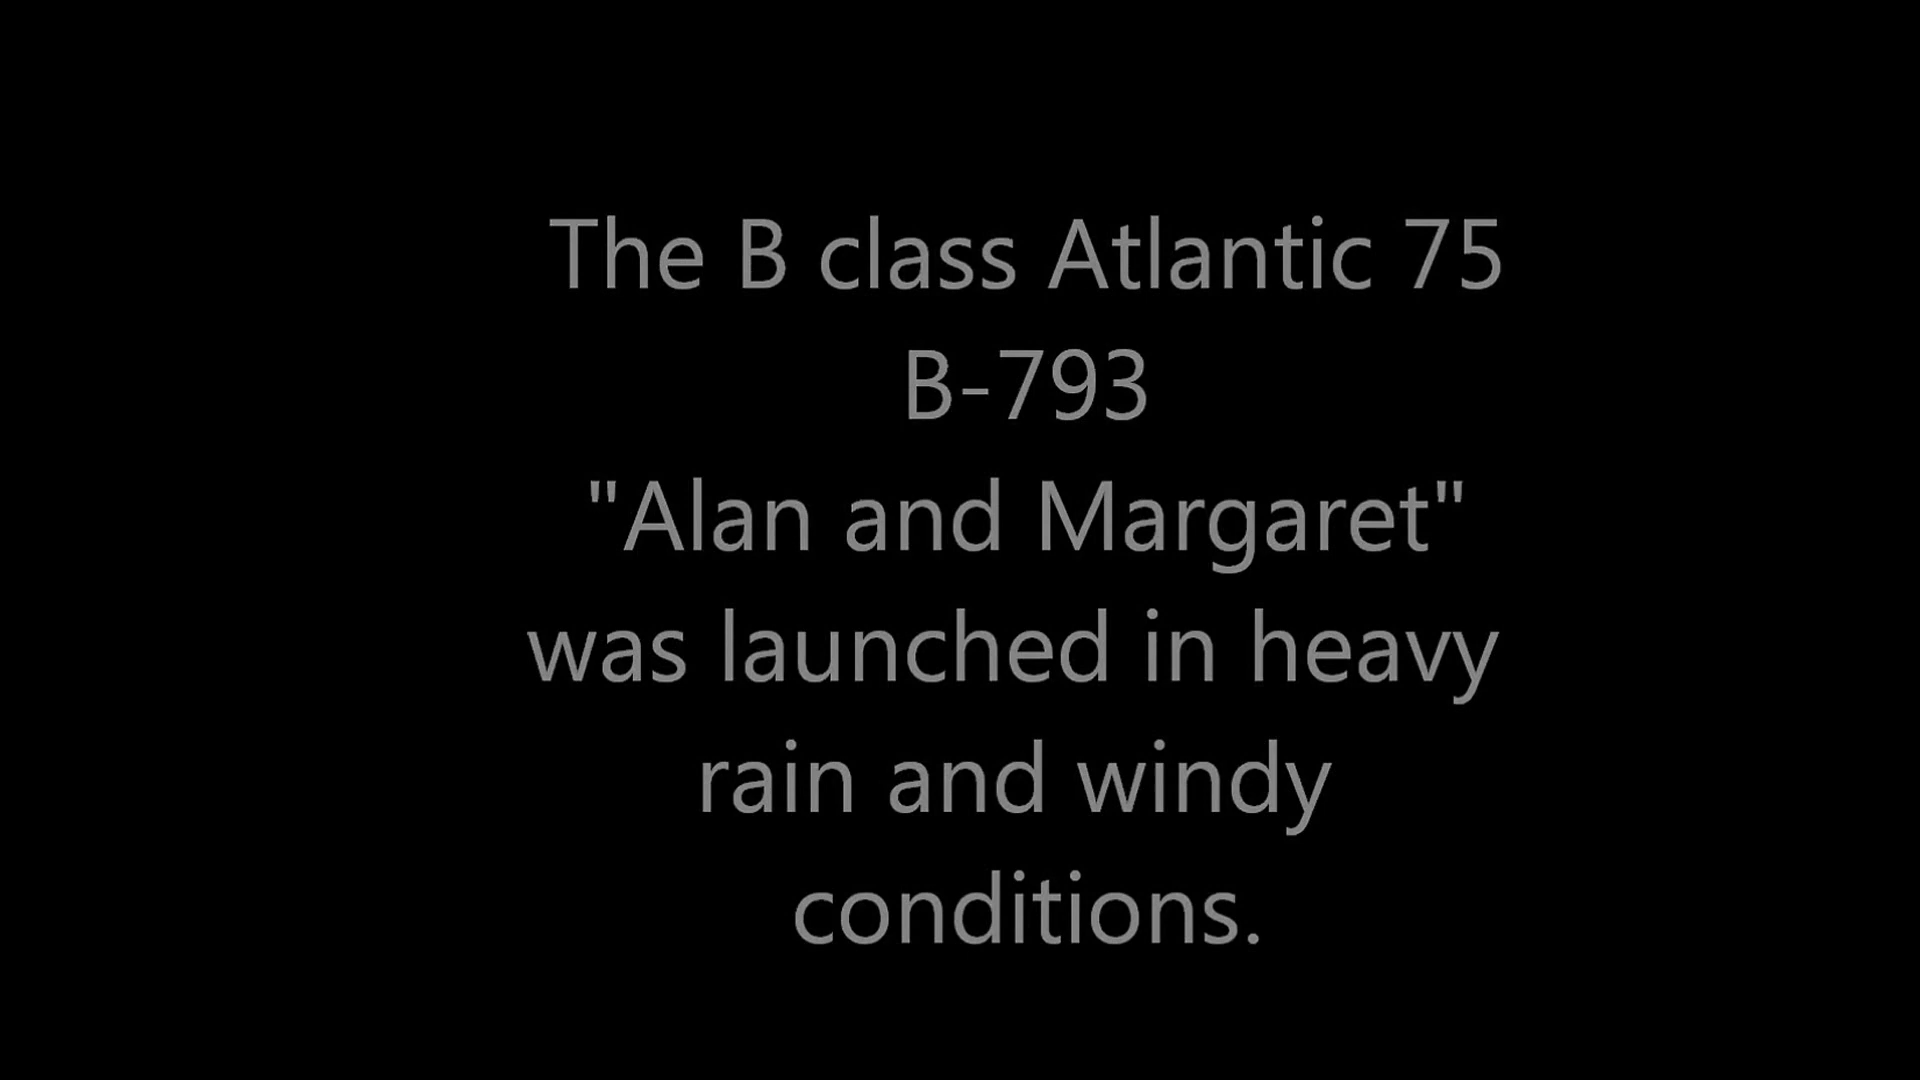 The B class Atlantic 75
B-793
"Alan and Margaret"
was launched in heavy
rain and windy
conditions.